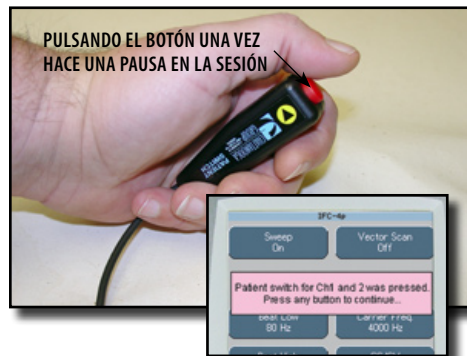 PULSANDO EL BOTÓN UNA VEZ
HACE UNA PAUSA EN LA SESIÓN
PATIENT
SWITCH
IFC-4p
Sweep
On
Vector Scan
Off
Patient switch for Ch1 and 2 was pressed.
Press any button to continue...
Beat Low
80 Hz
Carrier Freq.
4000 Hz